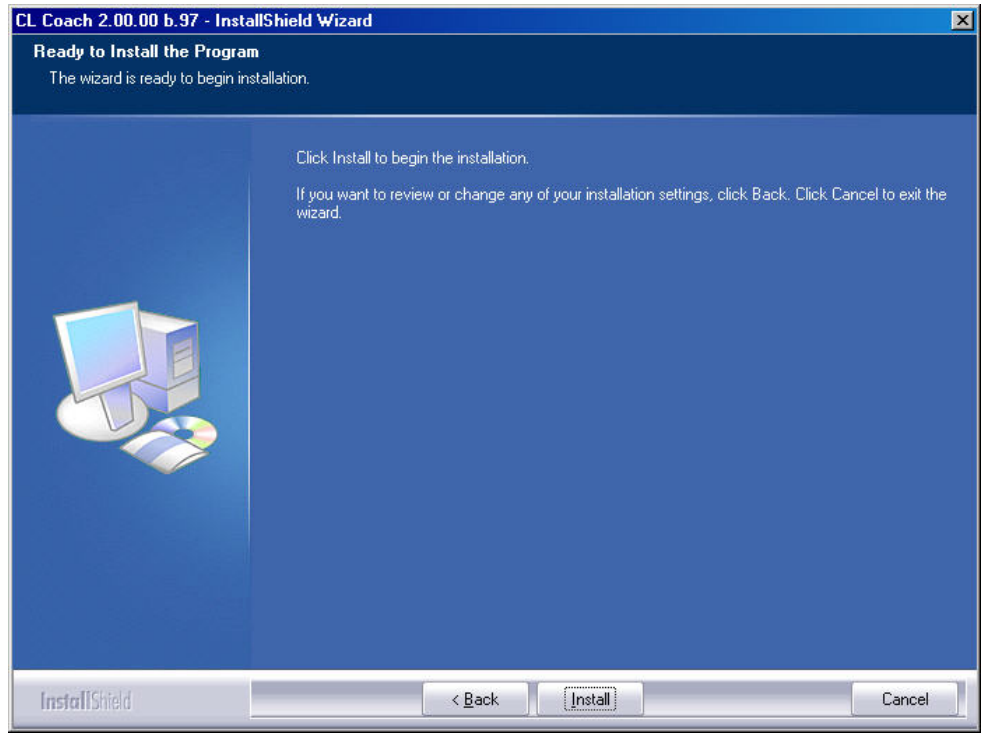 CL Coach 2.00.00 b.97 - InstallShield Wizard
Ready to Install the Program
The wizard is ready to begin installation.
Click Install to begin the installation.
If you want to review or change any of your installation settings, click Back. Click Cancel to exit the
wizard.
InstallShield
< Back
Install
Cancel